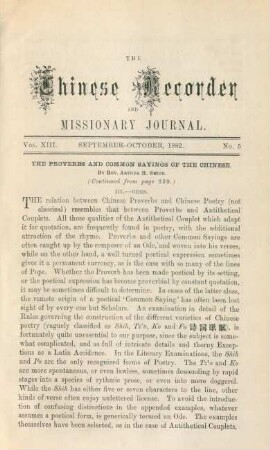 THE
Chinese Recorder
AND
MISSIONARY JOURNAL.
VOL. XIII. SEPTEMBER-OCTOBER, 1882. No. 5
THE PROVERBS AND COMMON SAYINGS OF THE CHINESE.
BY REV. ARTHUR H. SMITH.
(Continued from page 259.)
III.—ODES.
THE relation between Chinese Proverbs and Chinese Poetry (not
classical) resembles that between Proverbs and Antithetical
Couplets. All those qualities of the Antithetical Couplet which adapt
it for quotation, are frequently found in poetry, with the additional
attraction of the rhyme. Proverbs and other Common Sayings are
often caught up by the composer of an Ode, and woven into his verses,
while on the other hand, a well turned poetical expression sometimes
gives it a permanent currency, as is the case with so many of the lines
of Pope. Whether the Proverb has been made poetical by its setting,
or the poetical expression has become proverbial by constant quotation,
it may be sometimes difficult to determine. In cases of the latter class,
the remote origin of a poetical 'Common Saying' has often been lost
sight of by every one but Scholars. An examination in detail of the
Rules governing the construction of the different varieties of Chinese
poetry (vaguely classified as Shih, Tz'u, Ko and Fu 詩詞歌賦), is
fortunately quite unessential to our purpose, since the subject is some-
what complicated, and as full of intricate details and thorny Excep-
tions as a Latin Accidence. In the Literary Examinations, the Shih
and Fu are the only recognized forms of Poetry. The Tz'u and Ko
are more spontaneous, or even lawless, sometimes descending by rapid
stages into a species of rythmic prose, or even into mere doggerel.
While the Shih has either five or seven characters to the line, other
kinds of verse often enjoy unfettered license. To avoid the introduc-
tion of confusing distinctions in the appended examples, whatever
assumes a poetical form, is generically termed an Ode. The examples
themselves have been selected, as in the case of Antithetical Couplets.